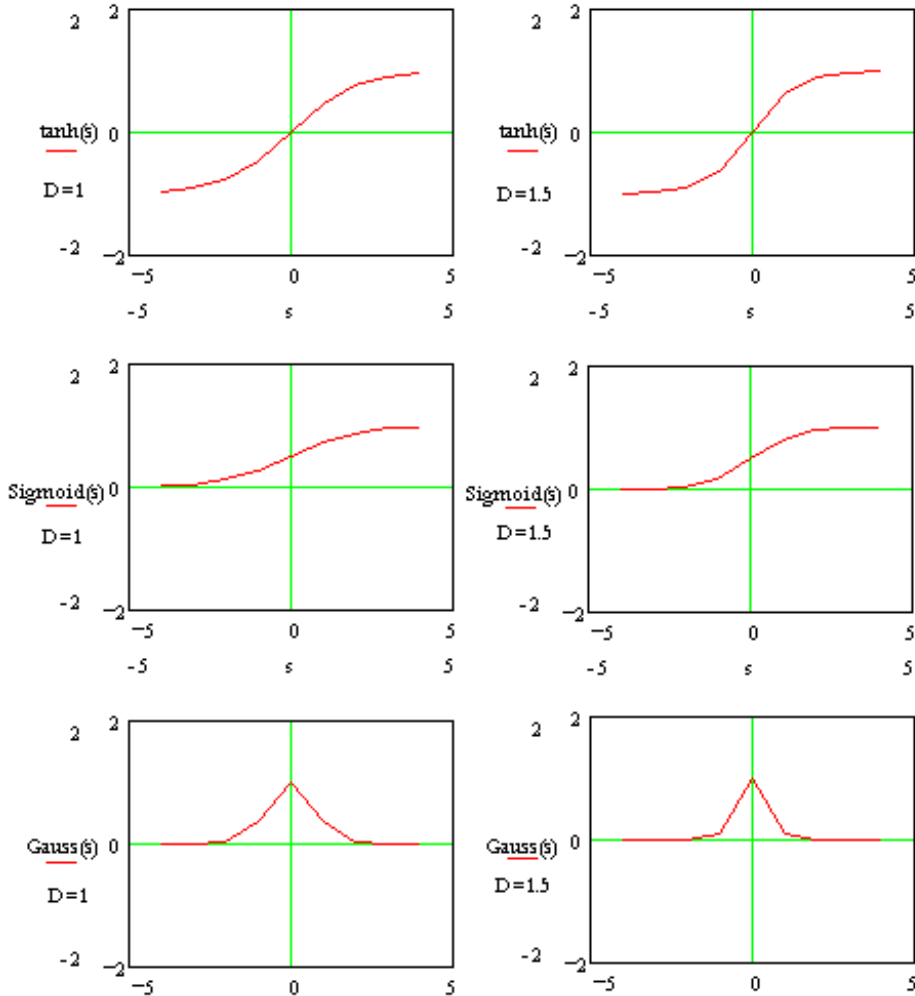 2 2 2 2
tanh(s) 0 tanh(s) 0
D=1 D=1.5
-2 −2 -2 −2
−5 0 5 −5 0 5
-5 s 5 -5 s 5
2 2 2 2
Sigmoid(s) 0 Sigmoid(s) 0
D=1 D=1.5
-2 −2 -2 −2
−5 0 5 −5 0 5
-5 s 5 -5 s 5
2 2 2 2
Gauss(s) 0 Gauss(s) 0
D=1 D=1.5
-2 −2 -2 −2
−5 0 5 −5 0 5